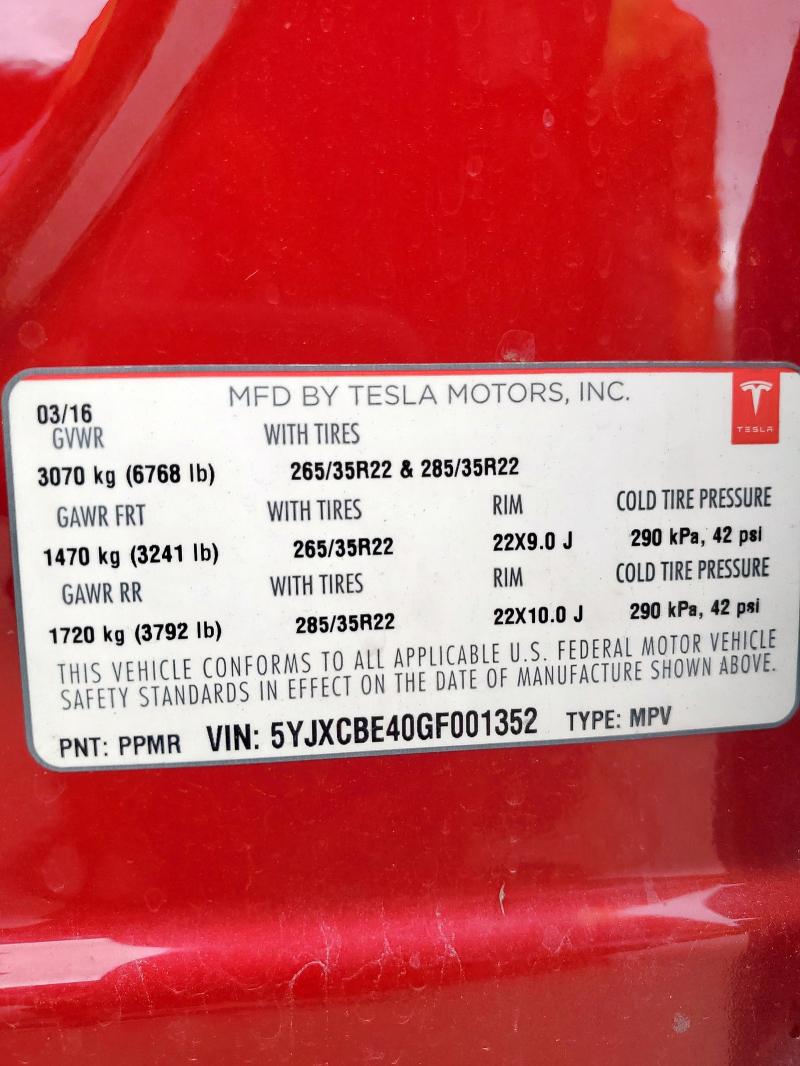 MFD BY TESLA MOTORS, INC.
TESLA
03/16
GVWR WITH TIRES
3070 kg (6768 lb) 265/35R22 & 285/35R22
GAWR FRT WITH TIRES RIM COLD TIRE PRESSURE
1470 kg (3241 lb) 265/35R22 22X9.0 J 290 kPa, 42 psi
GAWR RR WITH TIRES RIM COLD TIRE PRESSURE
1720 kg (3792 lb) 285/35R22 22X10.0 J 290 kPa, 42 psi
THIS VEHICLE CONFORMS TO ALL APPLICABLE U.S. FEDERAL MOTOR VEHICLE
SAFETY STANDARDS IN EFFECT ON THE DATE OF MANUFACTURE SHOWN ABOVE.
PNT: PPMR VIN: 5YJXCBE40GF001352 TYPE: MPV